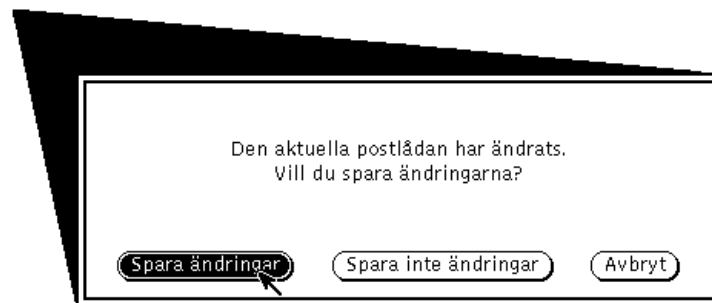 Den aktuella postlådan har ändrats.
Vill du spara ändringarna?
Spara ändringar
Spara inte ändringar
Avbryt